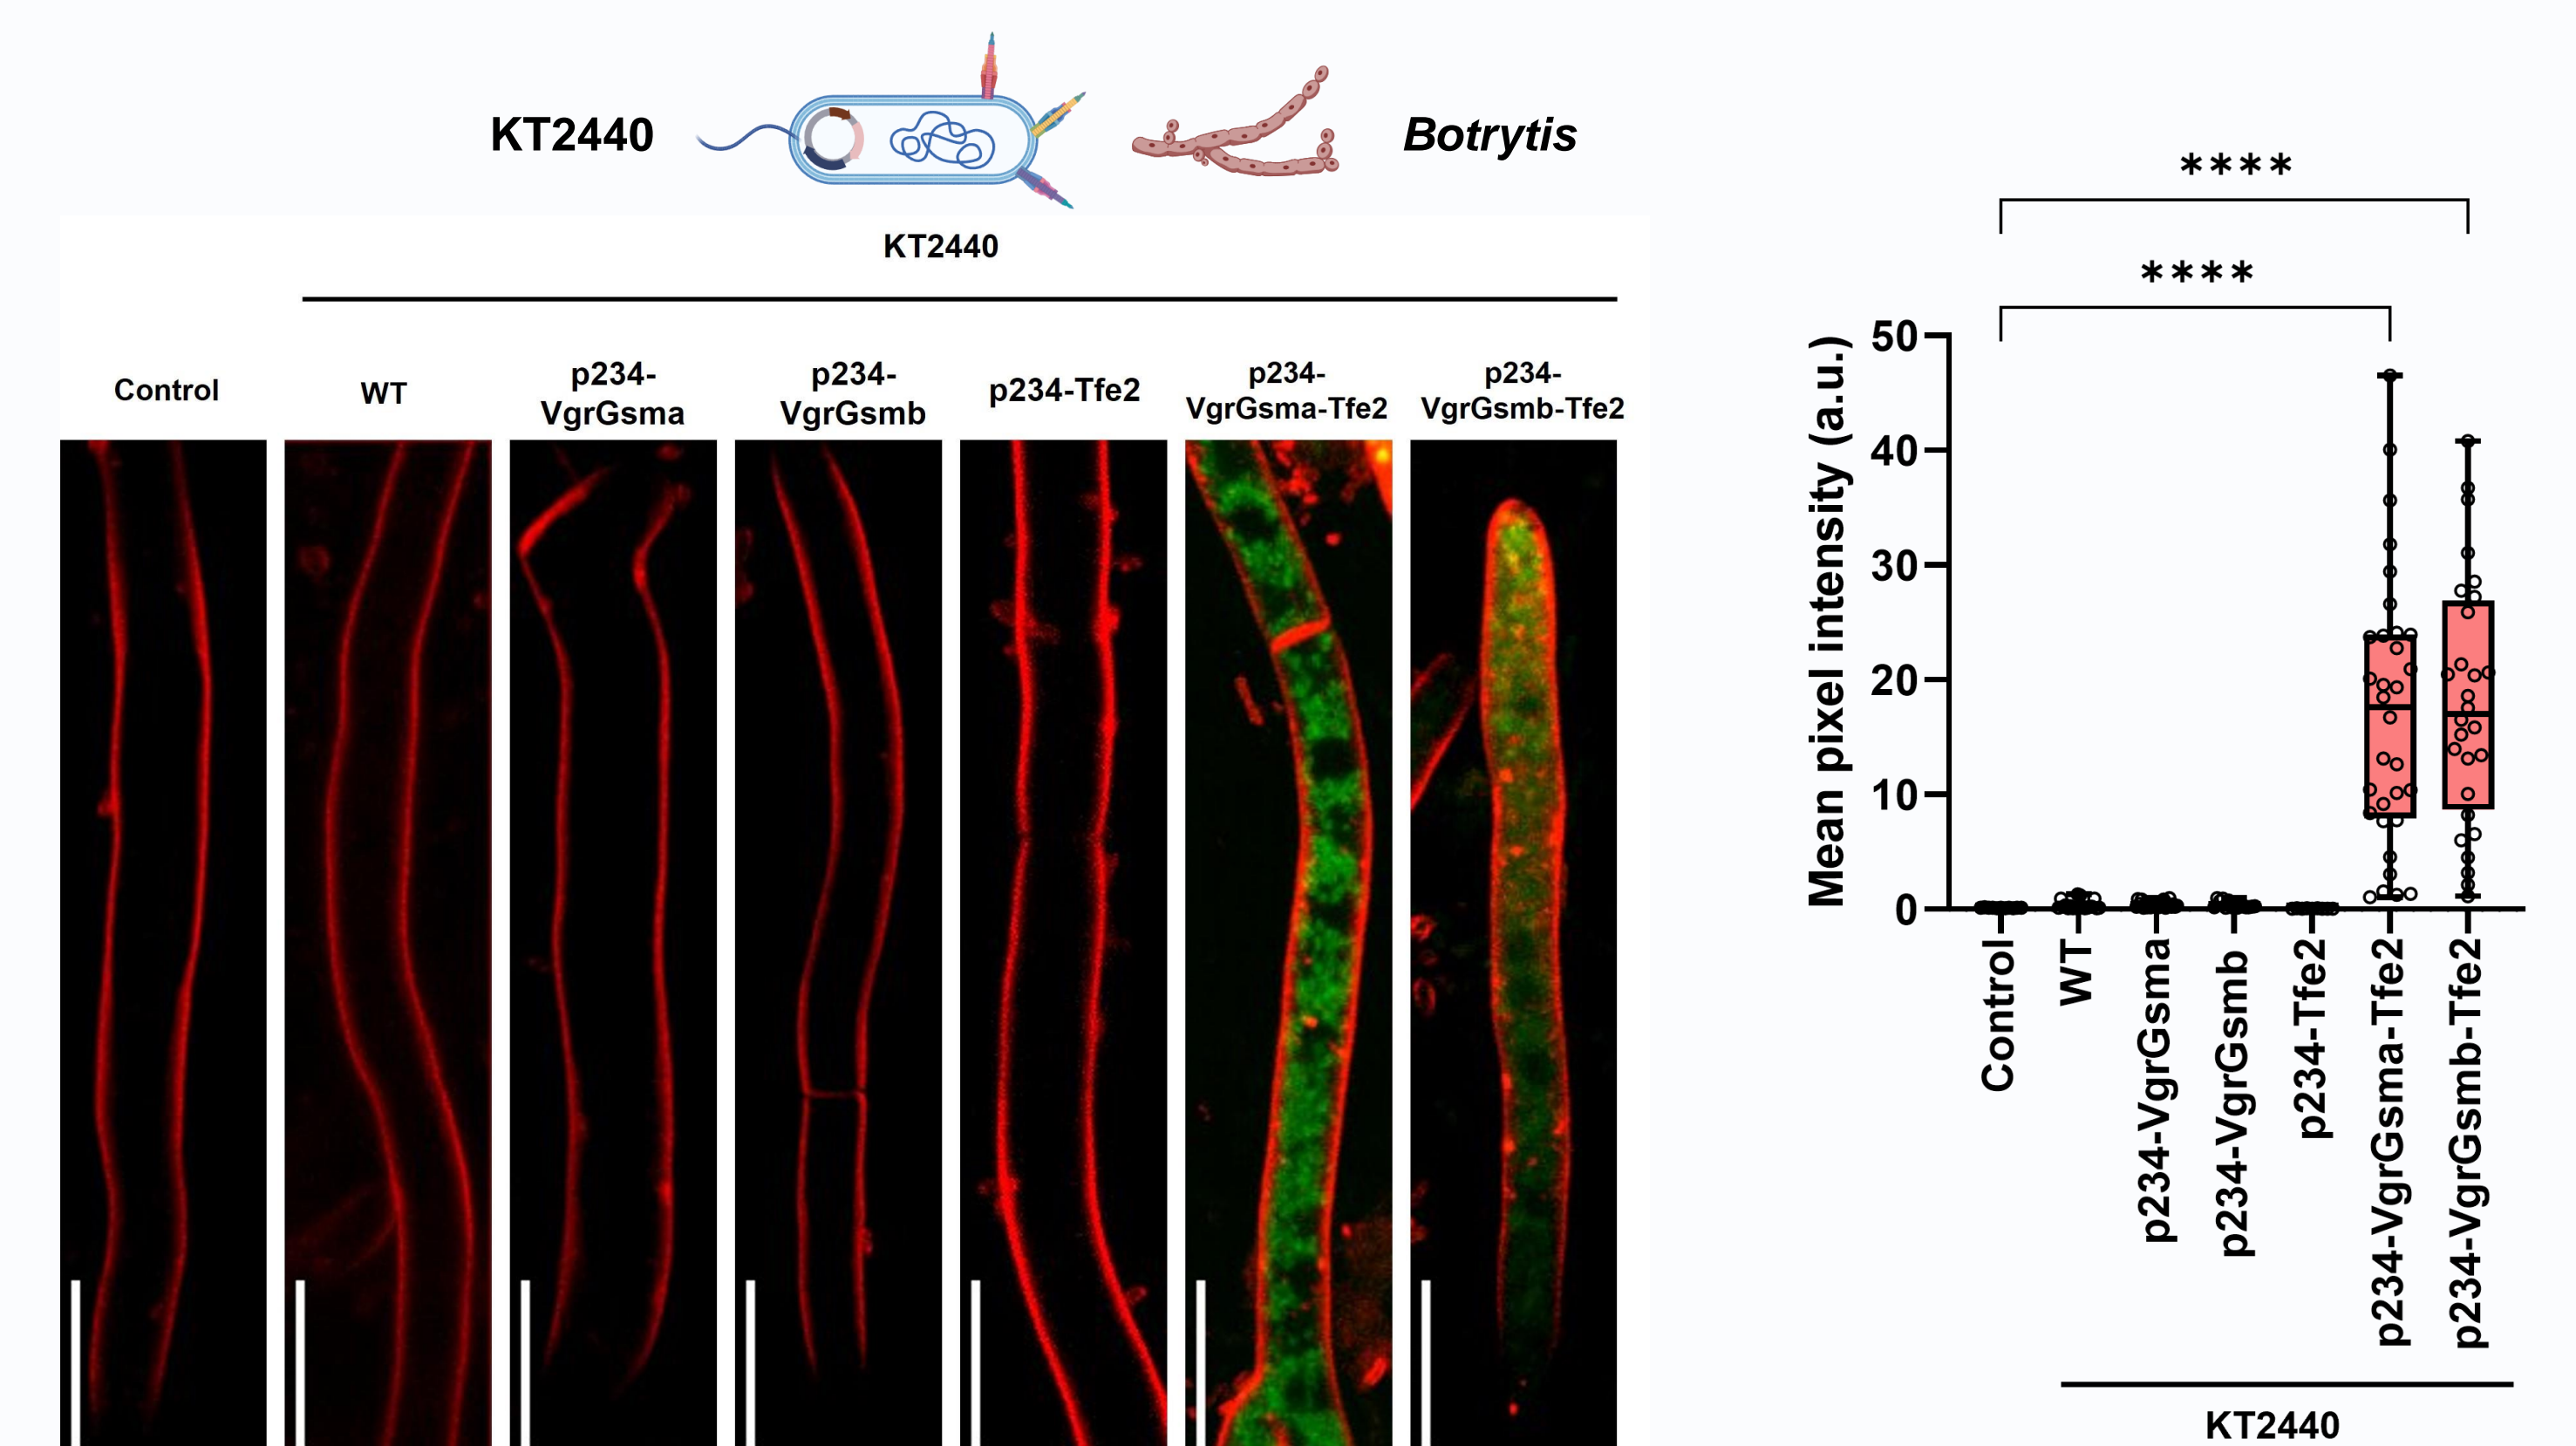 KT2440
Botrytis
KT2440
Control
WT
p234-
VgrGsma
p234-
VgrGsmb
p234-Tfe2
p234-
VgrGsma-Tfe2
p234-
VgrGsmb-Tfe2
****
****
Mean pixel intensity (a.u.)
50
40
30
20
10
0
Control
WT
p234-VgrGsma
p234-VgrGsmb
p234-Tfe2
p234-VgrGsma-Tfe2
p234-VgrGsmb-Tfe2
KT2440